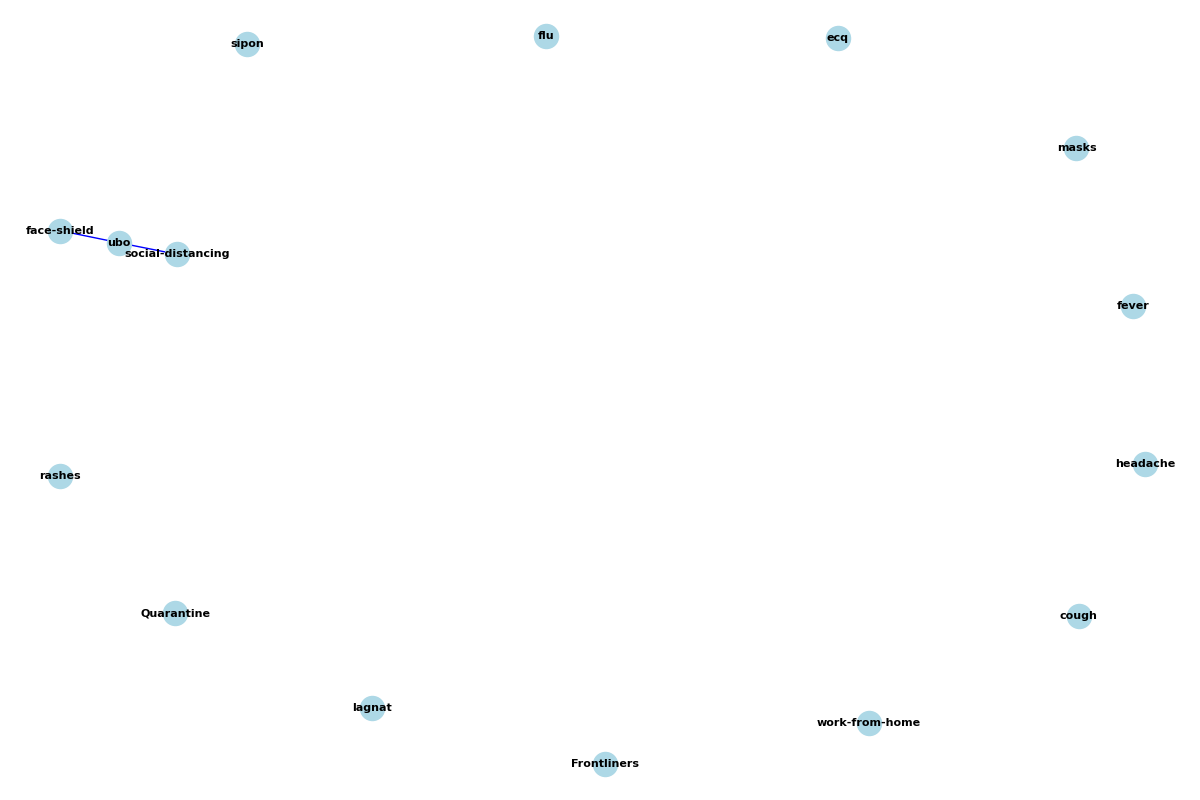 sipon
flu
ecq
masks
face-shield
ubo
social-distancing
fever
headache
rashes
Quarantine
cough
lagnat
work-from-home
Frontliners